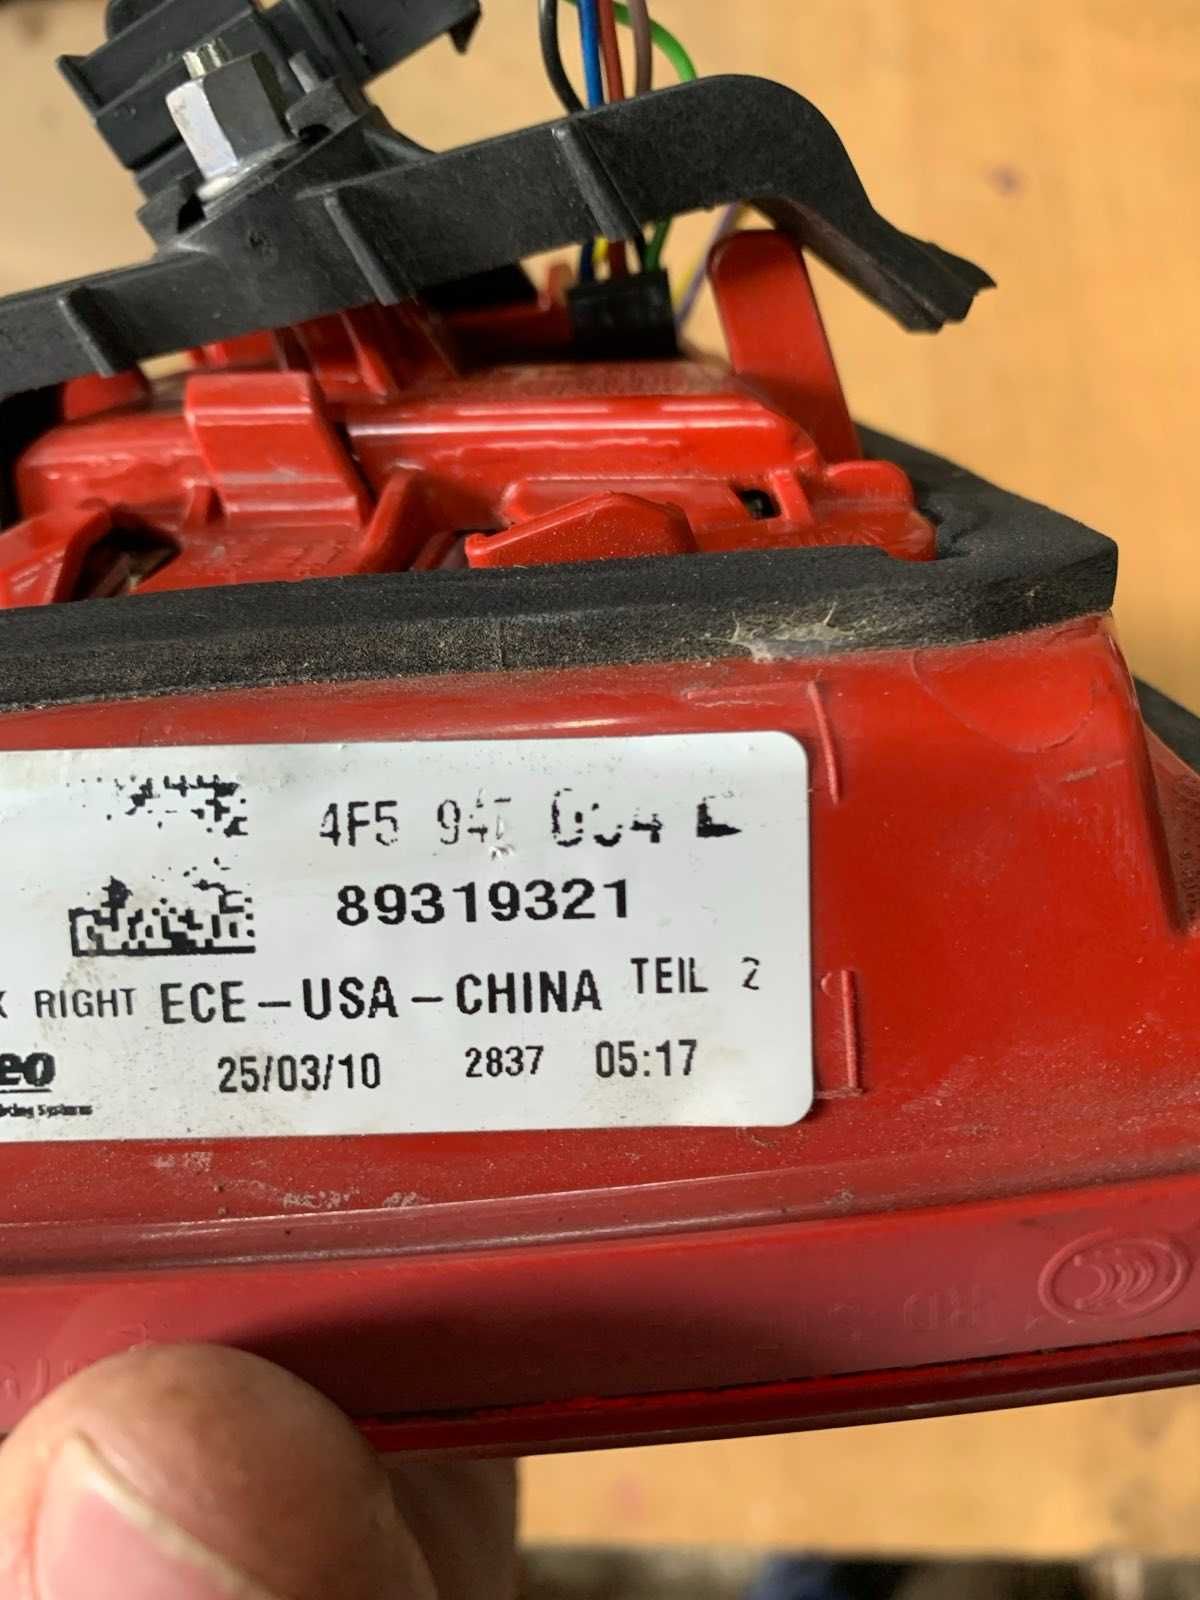 4F5
89319321
RIGHT ECE-USA-CHINA TEIL 2
25/03/10 2837 05:17